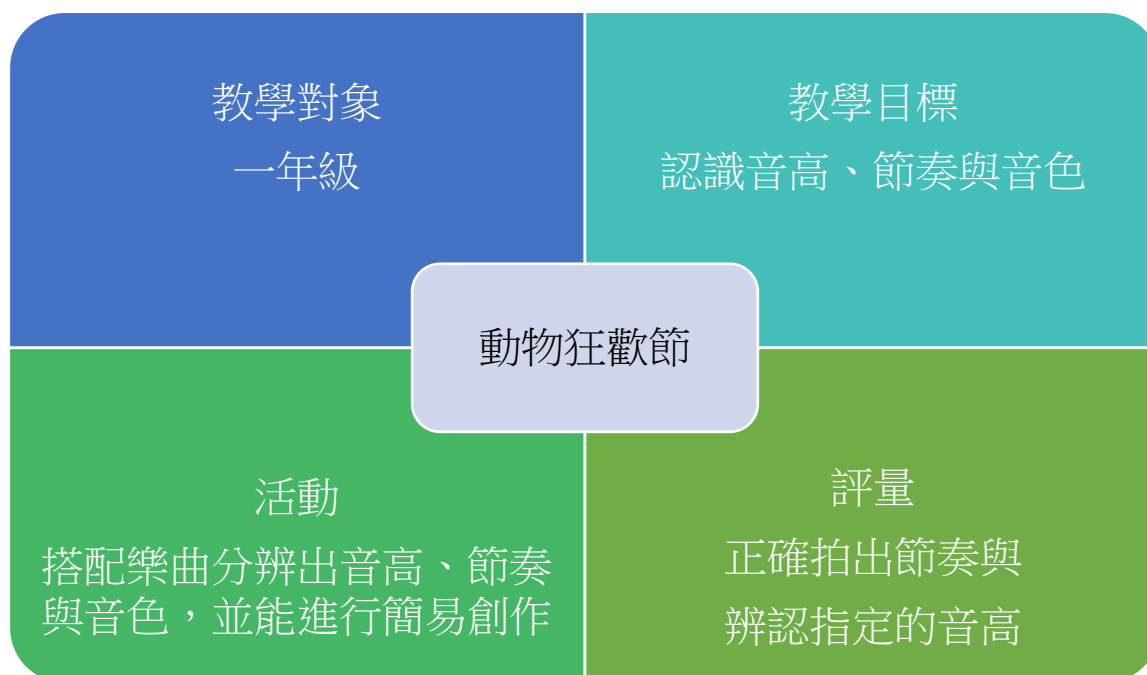 教學對象
一年級
教學目標
認識音高、節奏與音色
動物狂歡節
活動
搭配樂曲分辨出音高、節奏
與音色，並能進行簡易創作
評量
正確拍出節奏與
辨認指定的音高